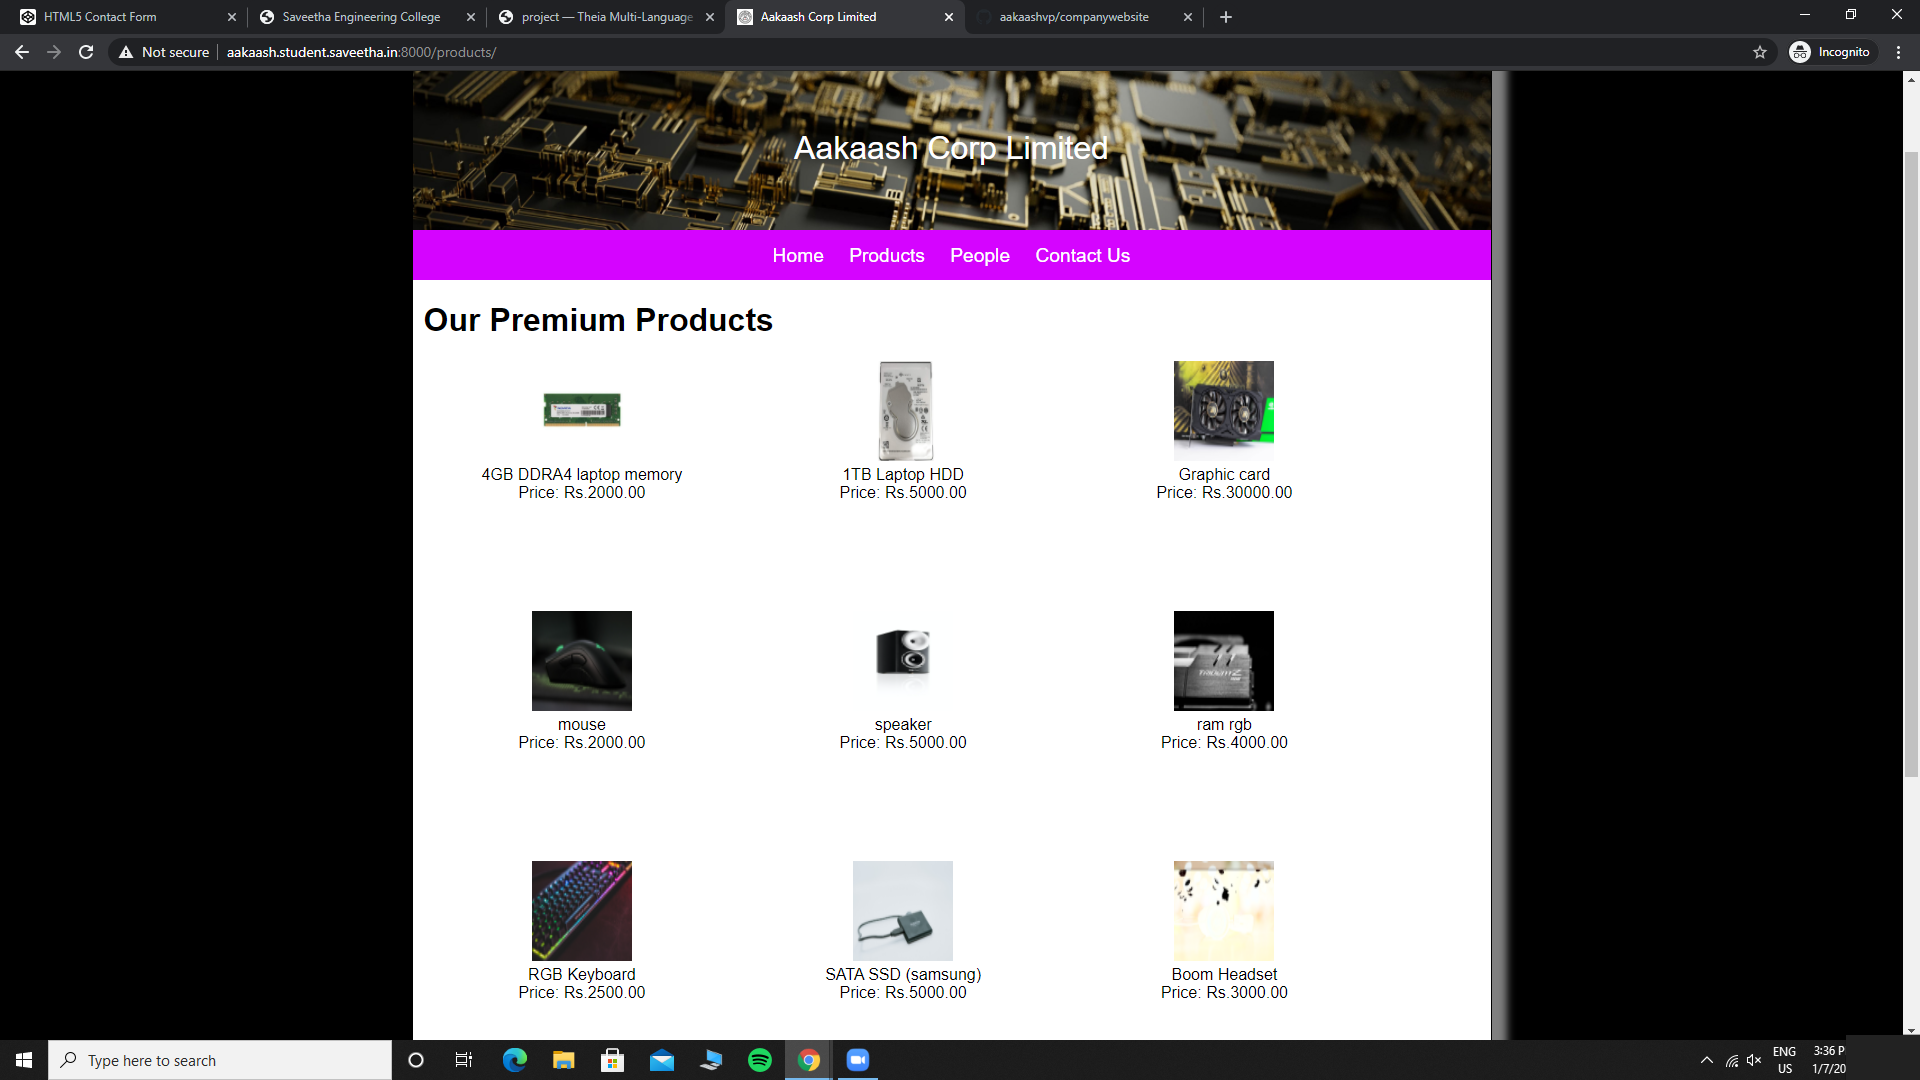 HTML5 Contact Form
Saveetha Engineering College
project — Theia Multi-Language
Aakaash Corp Limited
aakaashvp/companywebsite
Not secure
aakaash.student.saveetha.in:8000/products/
Incognito
Aakaash Corp Limited
Home Products People Contact Us
Our Premium Products
4GB DDRA4 laptop memory
Price: Rs.2000.00
1TB Laptop HDD
Price: Rs.5000.00
Graphic card
Price: Rs.30000.00
mouse
Price: Rs.2000.00
speaker
Price: Rs.5000.00
TRIDENT Z
ram rgb
Price: Rs.4000.00
RGB Keyboard
Price: Rs.2500.00
SATA SSD (samsung)
Price: Rs.5000.00
Boom Headset
Price: Rs.3000.00
Type here to search
ENG
US
3:36 P
1/7/20